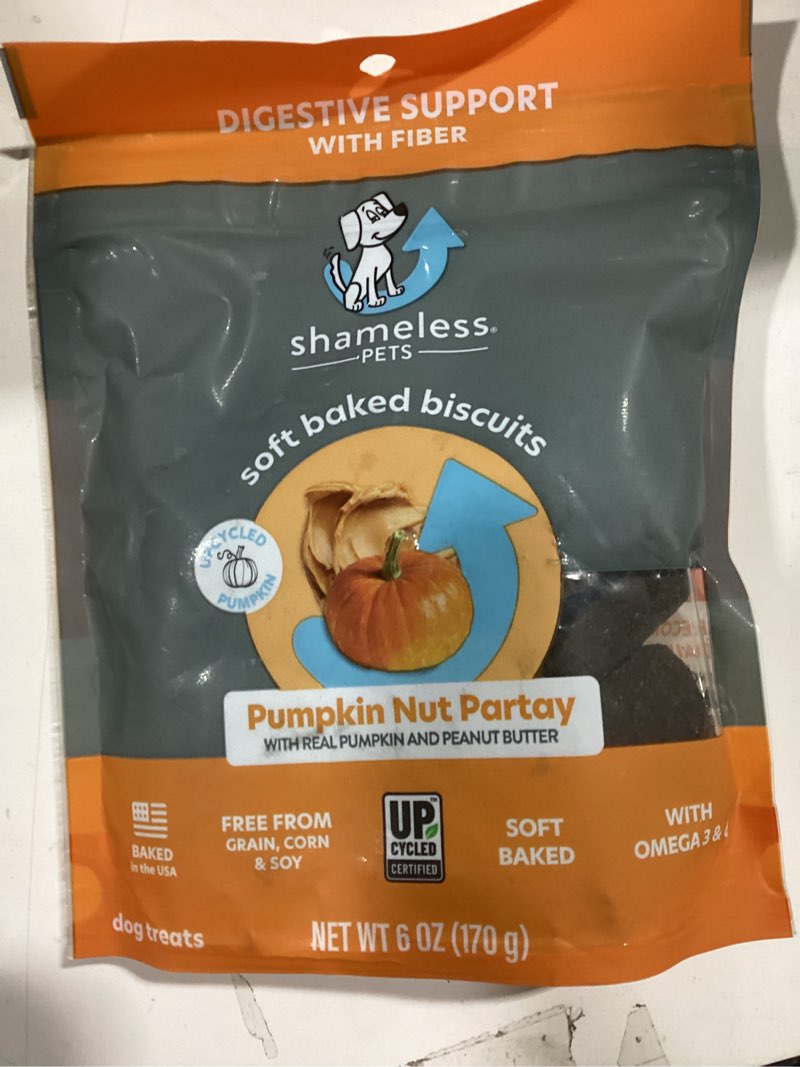 DIGESTIVE SUPPORT
WITH FIBER
shameless®
PETS
soft baked biscuits
UPCYCLED
PUMPKIN
Pumpkin Nut Partay
WITH REAL PUMPKIN AND PEANUT BUTTER
BAKED
in the USA
FREE FROM
GRAIN, CORN
& SOY
UP™
CYCLED
CERTIFIED
SOFT
BAKED
WITH
OMEGA 3 &
dog treats
NET WT 6 OZ (170 g)